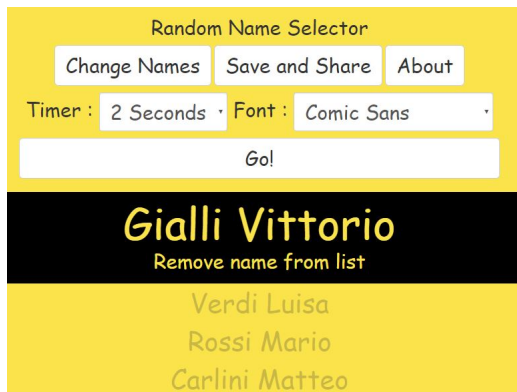 Random Name Selector
Change Names Save and Share About
Timer : 2 Seconds Font : Comic Sans
Go!
Gialli Vittorio
Remove name from list
Verdi Luisa
Rossi Mario
Carlini Matteo